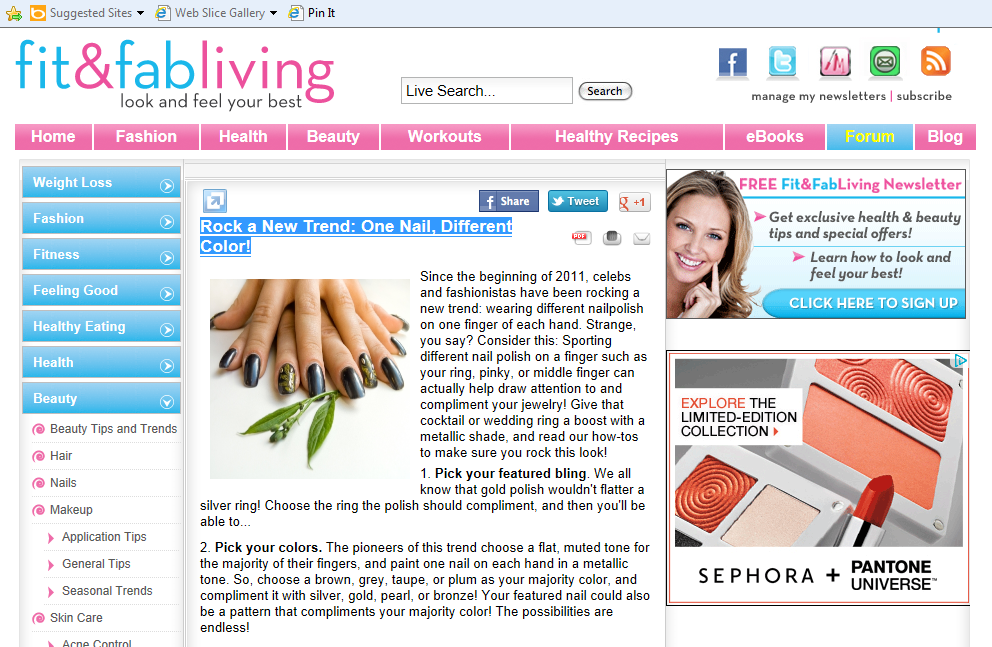 Suggested Sites
Web Slice Gallery
Pin It
fit&fabliving
look and feel your best
Live Search...
Search
manage my newsletters | subscribe
Home
Fashion
Health
Beauty
Workouts
Healthy Recipes
eBooks
Forum
Blog
Weight Loss
Fashion
Fitness
Feeling Good
Healthy Eating
Health
Beauty
Beauty Tips and Trends
Hair
Nails
Makeup
Application Tips
General Tips
Seasonal Trends
Skin Care
Acne Control
Share
Tweet
+1
PDF
Rock a New Trend: One Nail, Different
Color!
Since the beginning of 2011, celebs
and fashionistas have been rocking a
new trend: wearing different nailpolish
on one finger of each hand. Strange,
you say? Consider this: Sporting
different nail polish on a finger such as
your ring, pinky, or middle finger can
actually help draw attention to and
compliment your jewelry! Give that
cocktail or wedding ring a boost with a
metallic shade, and read our how-tos
to make sure you rock this look!
1. Pick your featured bling. We all
know that gold polish wouldn't flatter a
silver ring! Choose the ring the polish should compliment, and then you'll be
able to...
2. Pick your colors. The pioneers of this trend choose a flat, muted tone for
the majority of their fingers, and paint one nail on each hand in a metallic
tone. So, choose a brown, grey, taupe, or plum as your majority color, and
compliment it with silver, gold, pearl, or bronze! Your featured nail could also
be a pattern that compliments your majority color! The possibilities are
endless!
FREE Fit&FabLiving Newsletter
Get exclusive health & beauty
tips and special offers!
Learn how to look and
feel your best!
CLICK HERE TO SIGN UP
EXPLORE THE
LIMITED-EDITION
COLLECTION
SEPHORA + PANTONE
UNIVERSE™